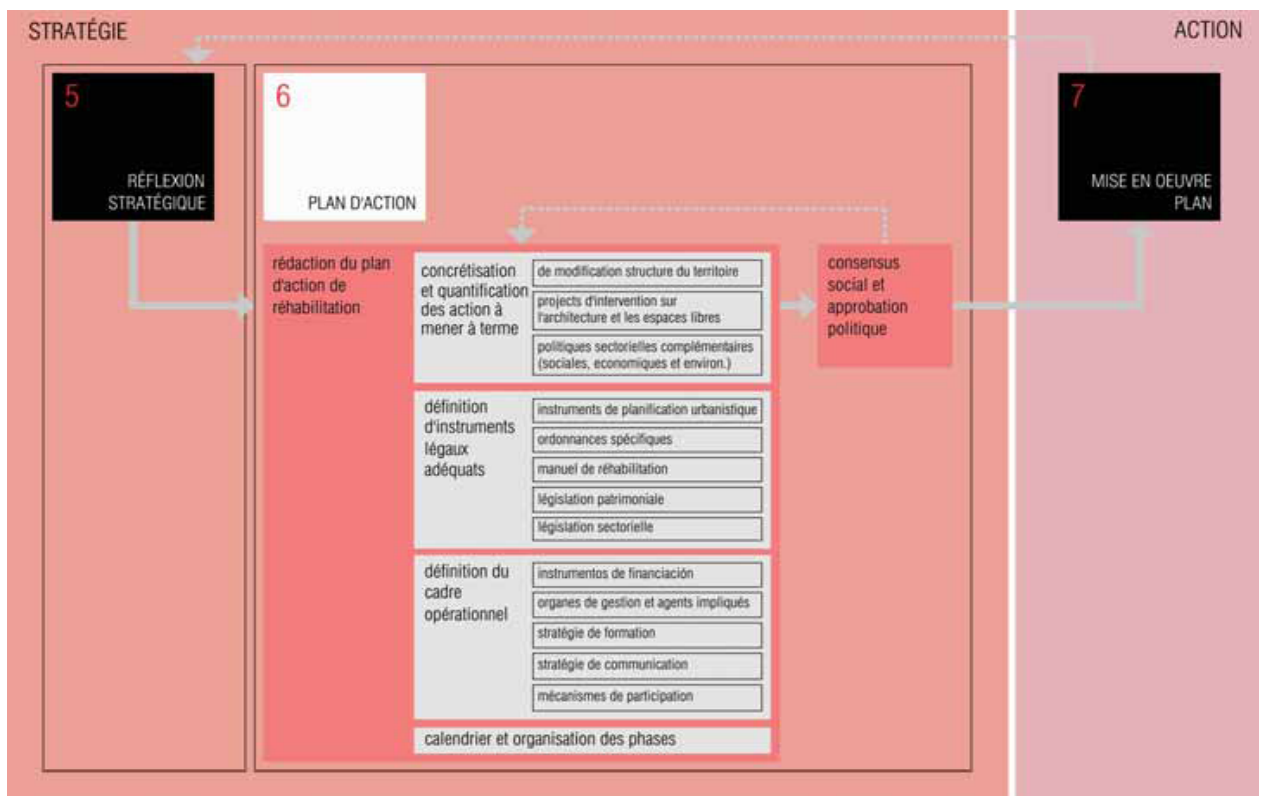 STRATÉGIE
ACTION
5
RÉFLEXION
STRATÉGIQUE
6
PLAN D'ACTION
7
MISE EN OEUVRE
PLAN
rédaction du plan
d'action de
réhabilitation
concrétisation
et quantification
des action à
mener à terme
de modification structure du territoire
projects d'intervention sur
l'architecture et les espaces libres
politiques sectorielles complémentaires
(sociales, economiques et environ.)
consensus
social et
approbation
politique
définition
d'instruments
légaux
adéquats
instruments de planification urbanistique
ordonnances spécifiques
manuel de réhabilitation
législation patrimoniale
législation sectorielle
définition du
cadre
opérationnel
instrumentos de financiación
organes de gestion et agents impliqués
stratégie de formation
stratégie de communication
mécanismes de participation
calendrier et organisation des phases